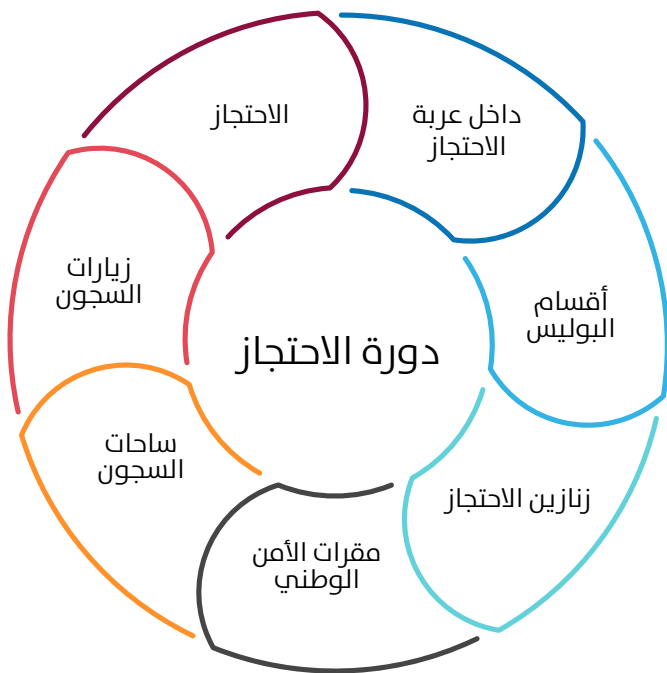 دورة الاحتجاز
الاحتجاز
داخل عربة
الاحتجاز
أقسام
البوليس
زنازين الاحتجاز
مقرات الأمن
الوطني
ساحات
السجون
زيارات
السجون